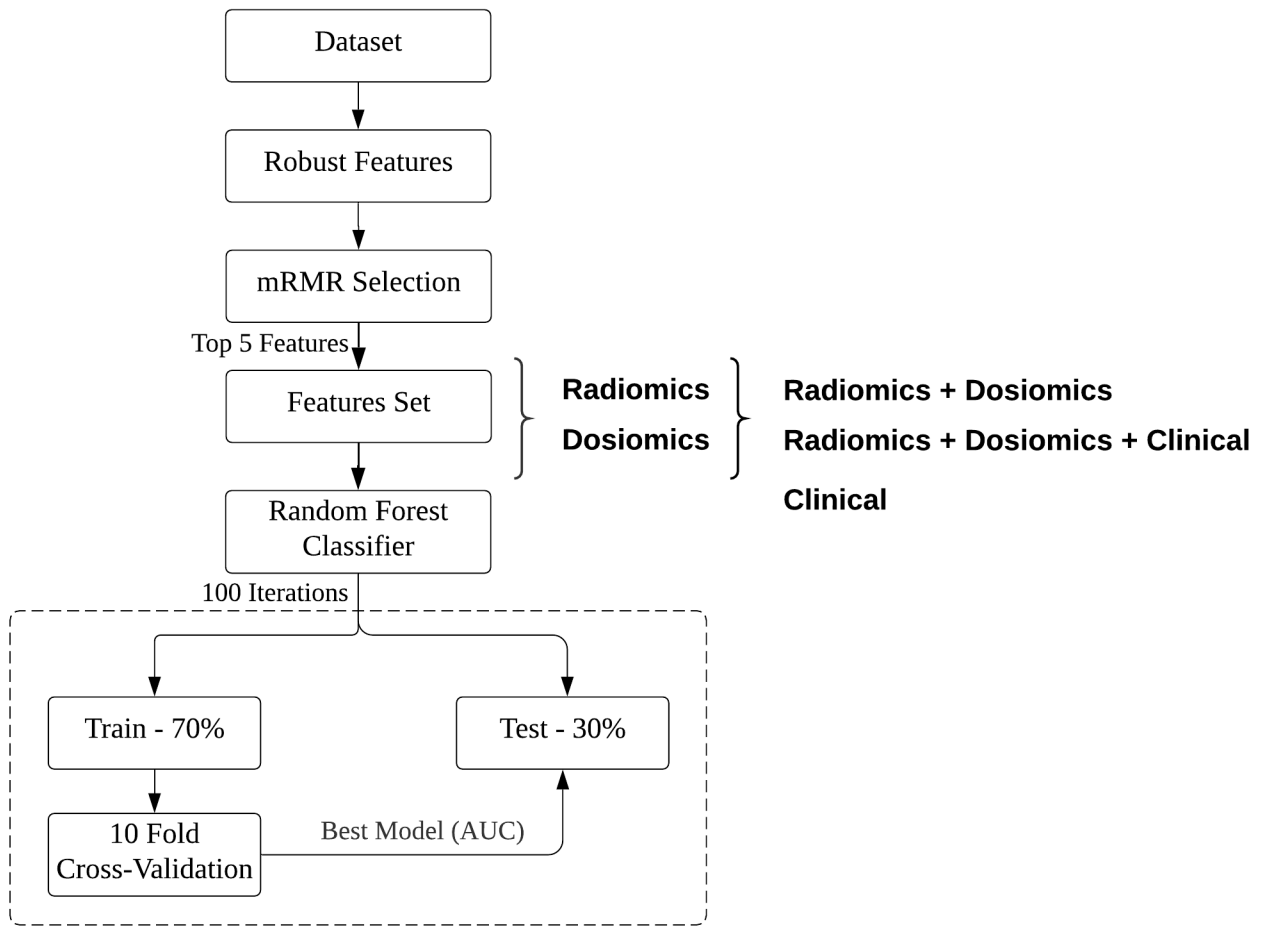 Dataset
Robust Features
mRMR Selection
Top 5 Features
Features Set
Radiomics
Dosiomics
Radiomics + Dosiomics
Radiomics + Dosiomics + Clinical
Clinical
Random Forest
Classifier
100 Iterations
Train - 70%
Test - 30%
10 Fold
Cross-Validation
Best Model (AUC)